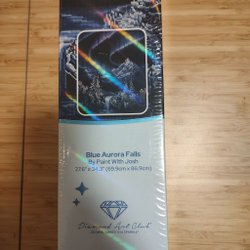 Blue Aurora Falls
By Paint With Josh
27.6" x 34.3" (69.9cm x 86.9cm)
Diamond Art Club